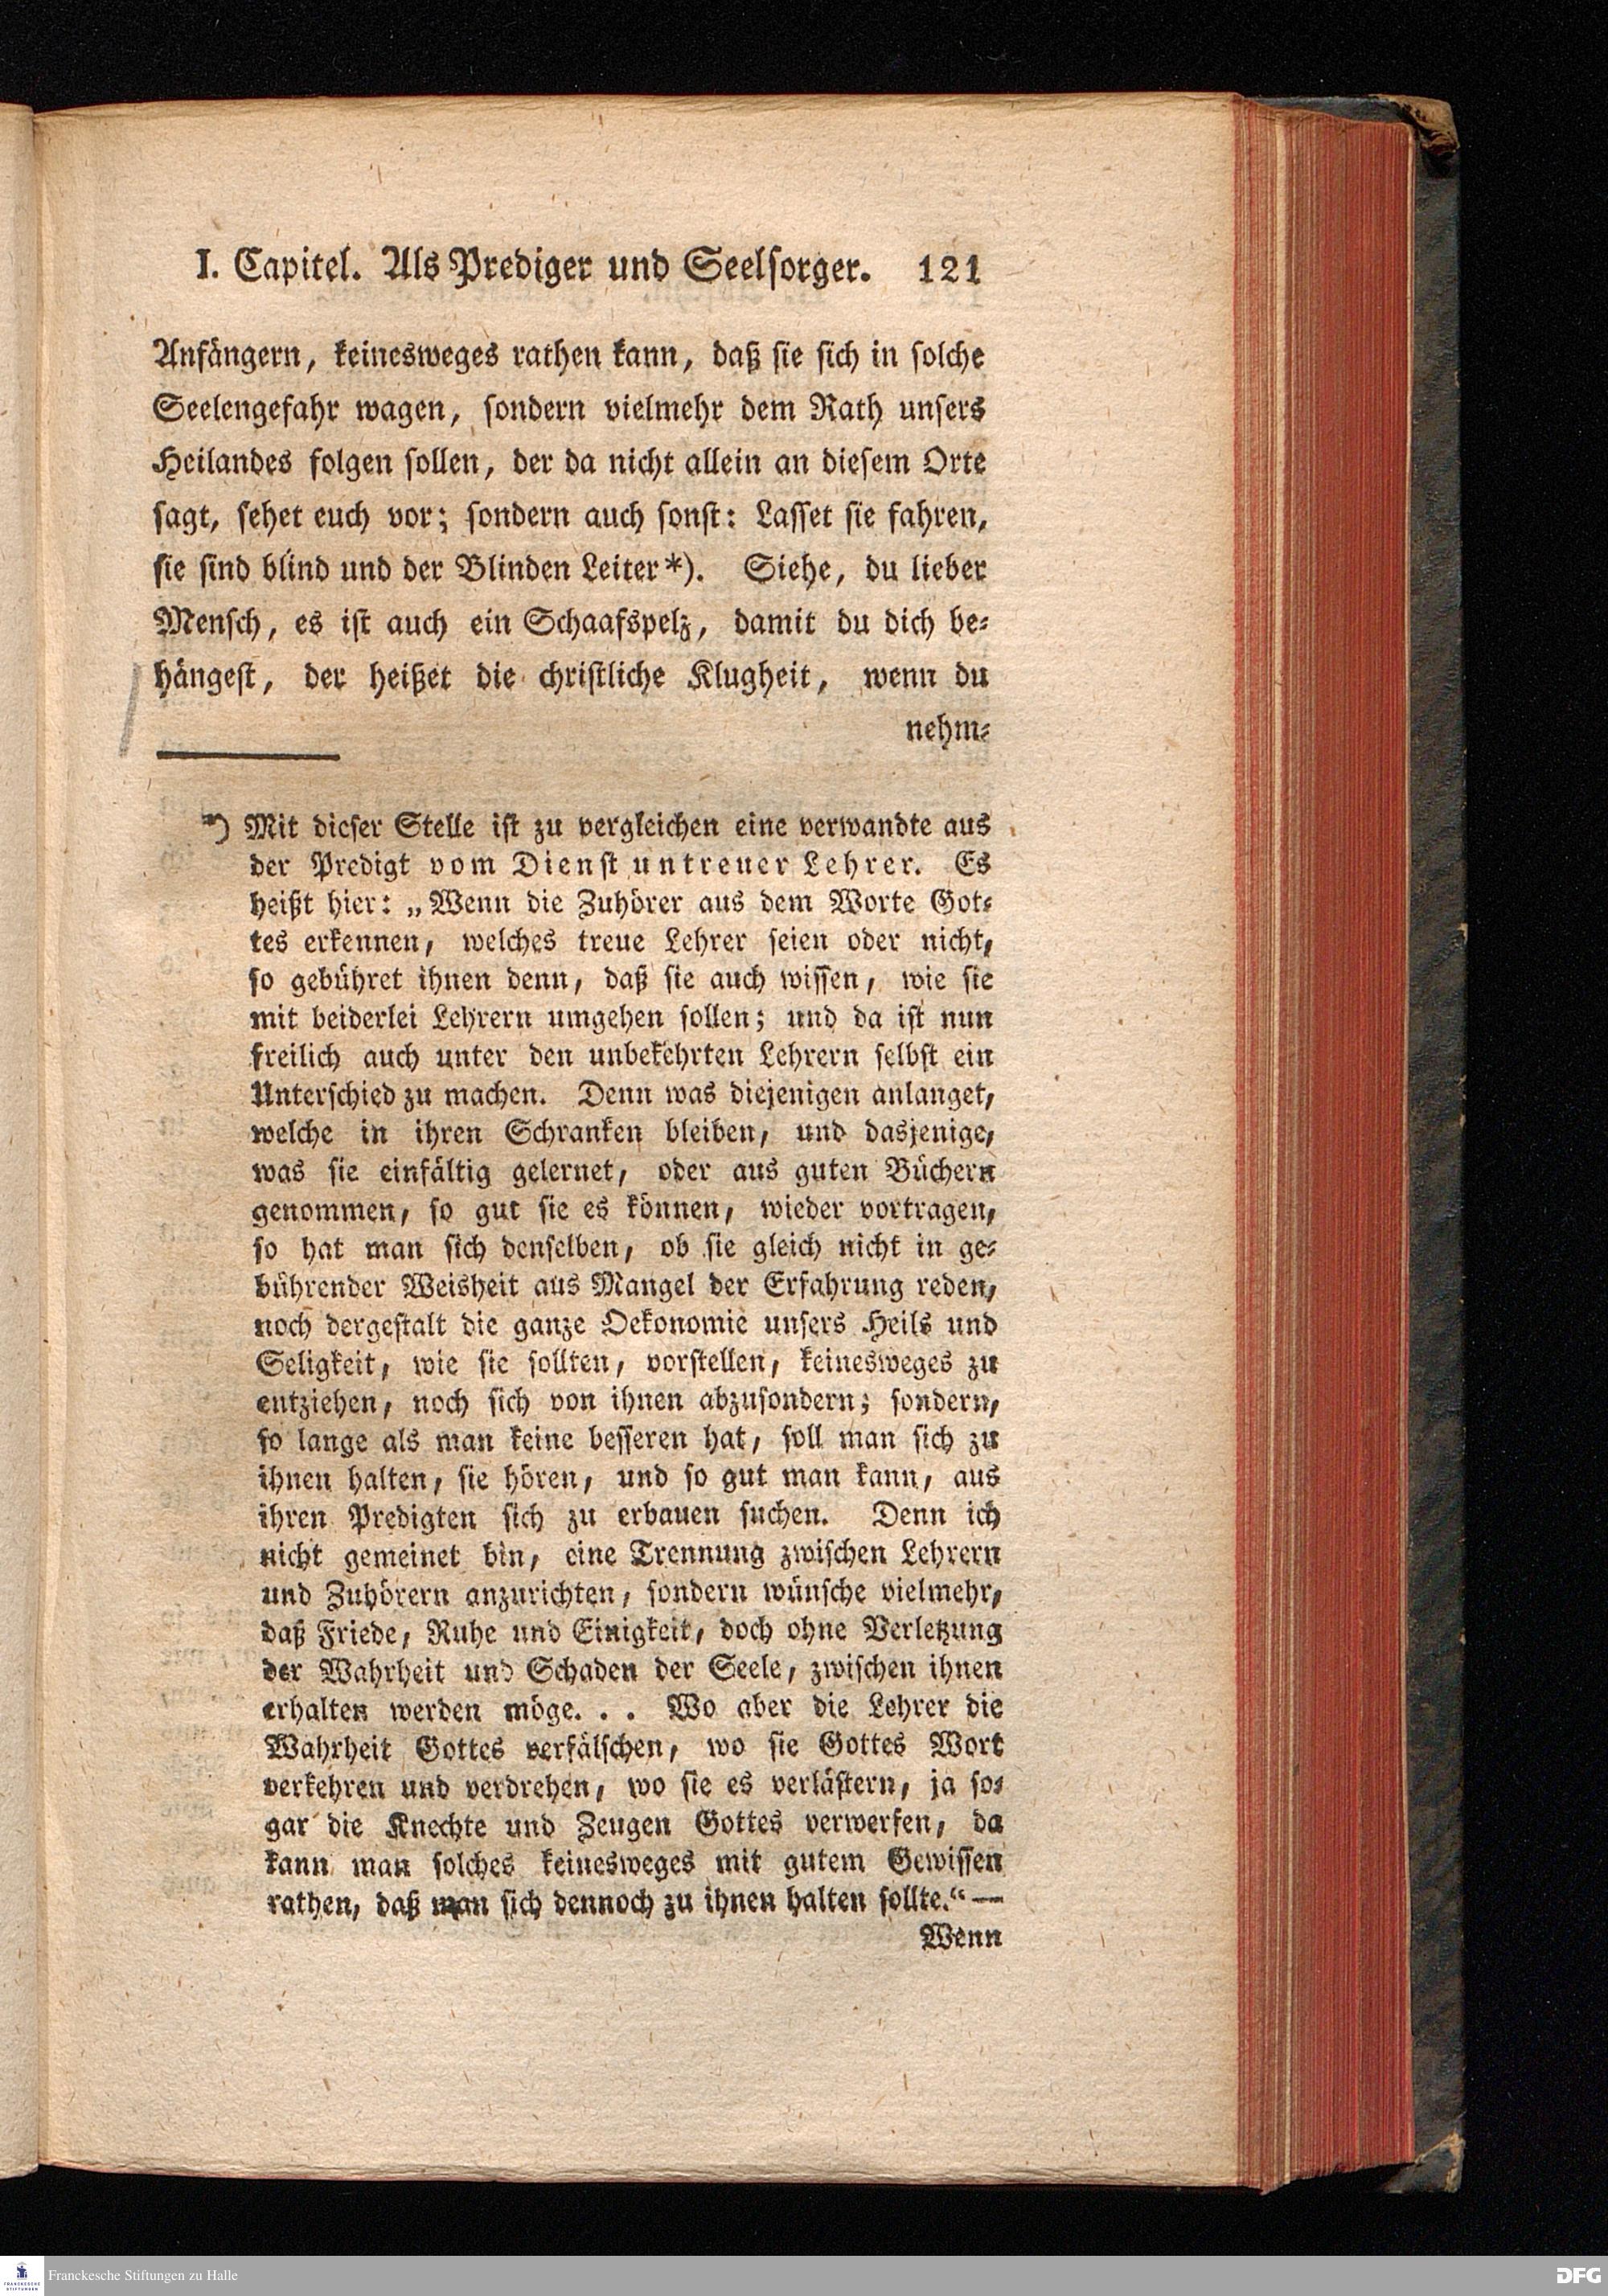 I. Capitel. Als Prediger und Seelsorger. 121
Anfängern, keinesweges rathen kann, daß sie sich in solche
Seelengefahr wagen, sondern vielmehr dem Rath unsers
Heilandes folgen sollen, der da nicht allein an diesem Orte
sagt, sehet euch vor; sondern auch sonst: Lasset sie fahren,
sie sind blind und der Blinden Leiter*). Siehe, du lieber
Mensch, es ist auch ein Schaafspelz, damit du dich be-
hängest, der heißet die christliche Klugheit, wenn du
nehm-
*) Mit dieser Stelle ist zu vergleichen eine verwandte aus
der Predigt vom Dienst untreuer Lehrer. Es
heißt hier: „Wenn die Zuhörer aus dem Worte Got-
tes erkennen, welches treue Lehrer seien oder nicht,
so gebühret ihnen denn, daß sie auch wissen, wie sie
mit beiderlei Lehrern umgehen sollen; und da ist nun
freilich auch unter den unbekehrten Lehrern selbst ein
Unterschied zu machen. Denn was diejenigen anlanget,
welche in ihren Schranken bleiben, und dasjenige,
was sie einfältig gelernet, oder aus guten Büchern
genommen, so gut sie es können, wieder vortragen,
so hat man sich denselben, ob sie gleich nicht in ge-
bührender Weisheit aus Mangel der Erfahrung reden,
noch dergestalt die ganze Oekonomie unsers Heils und
Seligkeit, wie sie sollten, vorstellen, keinesweges zu
entziehen, noch sich von ihnen abzusondern; sondern,
so lange als man keine besseren hat, soll man sich zu
ihnen halten, sie hören, und so gut man kann, aus
ihren Predigten sich zu erbauen suchen. Denn ich
nicht gemeinet bin, eine Trennung zwischen Lehrern
und Zuhörern anzurichten, sondern wünsche vielmehr,
daß Friede, Ruhe und Einigkeit, doch ohne Verletzung
der Wahrheit und Schaden der Seele, zwischen ihnen
erhalten werden möge. . . Wo aber die Lehrer die
Wahrheit Gottes verfälschen, wo sie Gottes Wort
verkehren und verdrehen, wo sie es verlästern, ja so-
gar die Knechte und Zeugen Gottes verwerfen, da
kann man solches keinesweges mit gutem Gewissen
rathen, daß man sich dennoch zu ihnen halten sollte.“ —
Wenn
FRANCKESCHE
STIFTUNGEN
Franckesche Stiftungen zu Halle
DFG